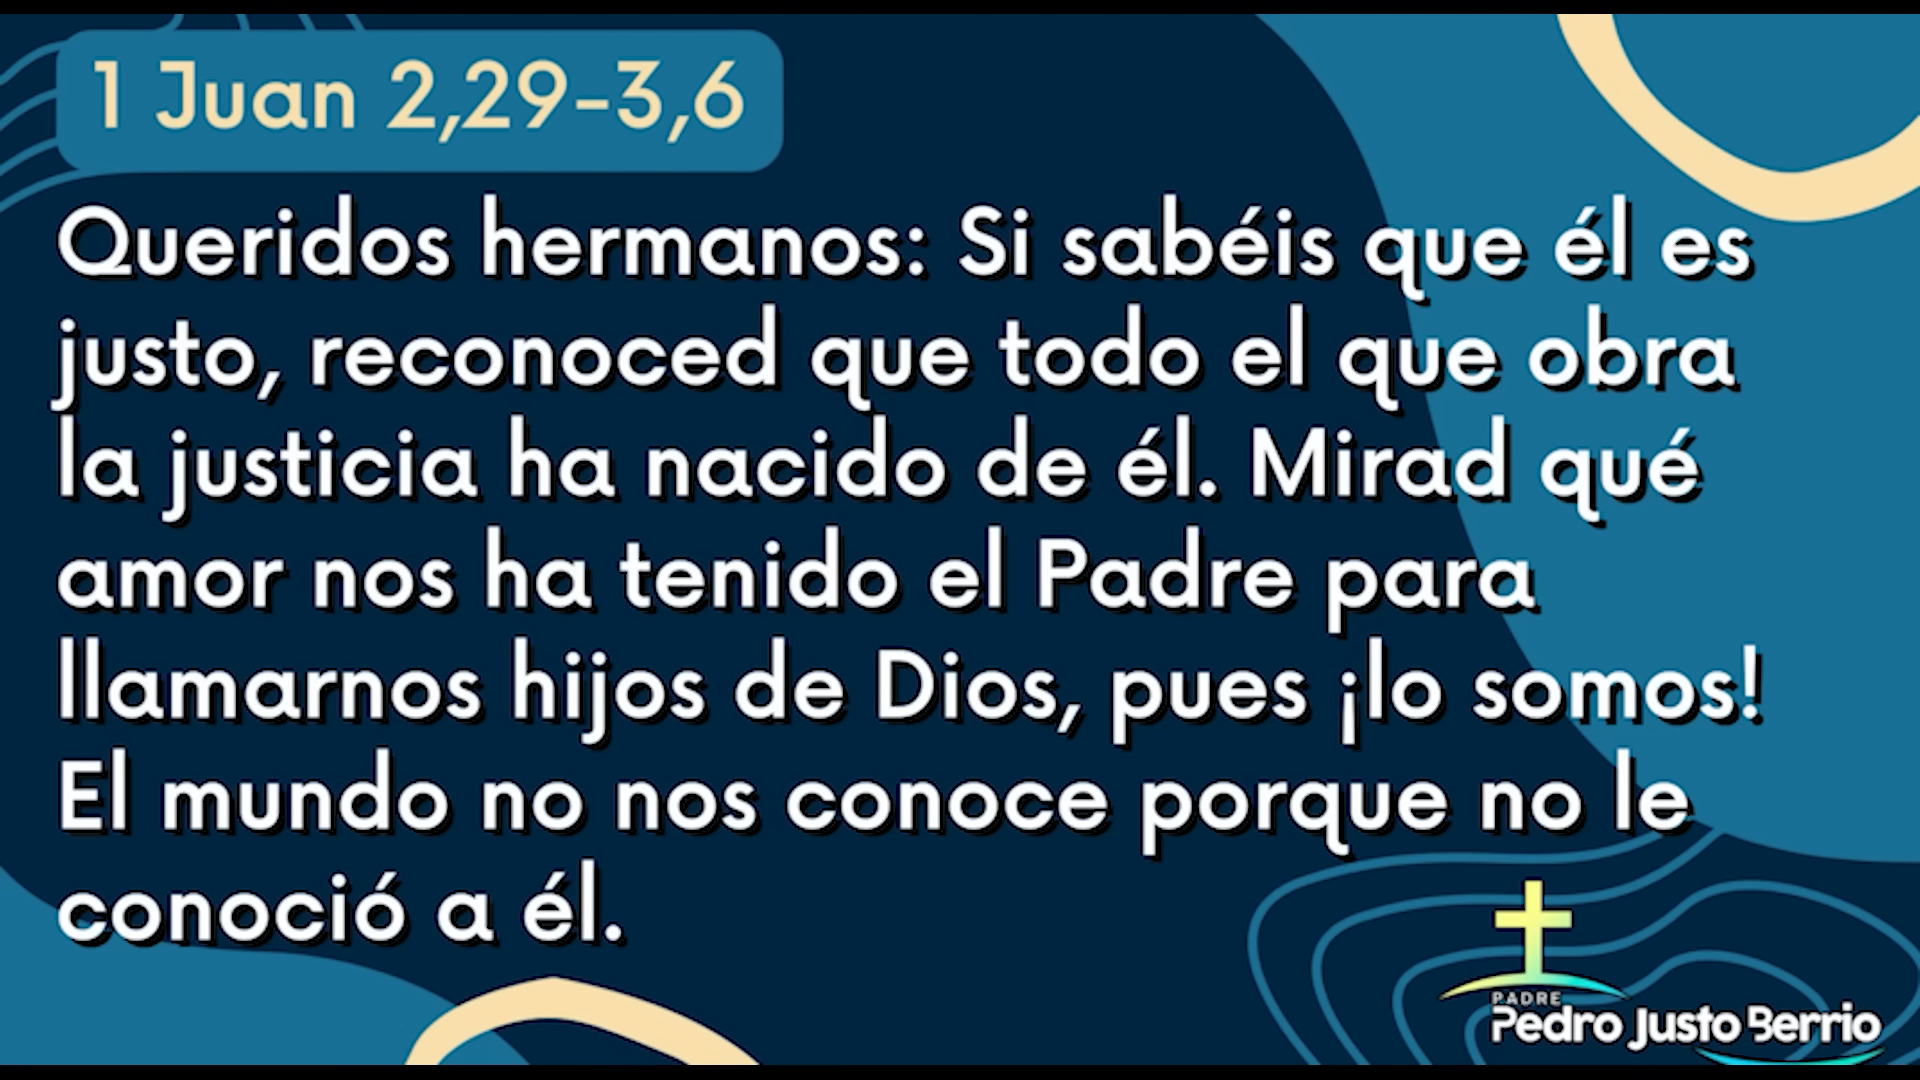 1 Juan 2,29-3,6
Queridos hermanos: Si sabéis que él es
justo, reconoced que todo el que obra
la justicia ha nacido de él. Mirad qué
amor nos ha tenido el Padre para
llamarnos hijos de Dios, pues ¡lo somos!
El mundo no nos conoce porque no le
conoció a él.
PADRE
Pedro Justo Berrio